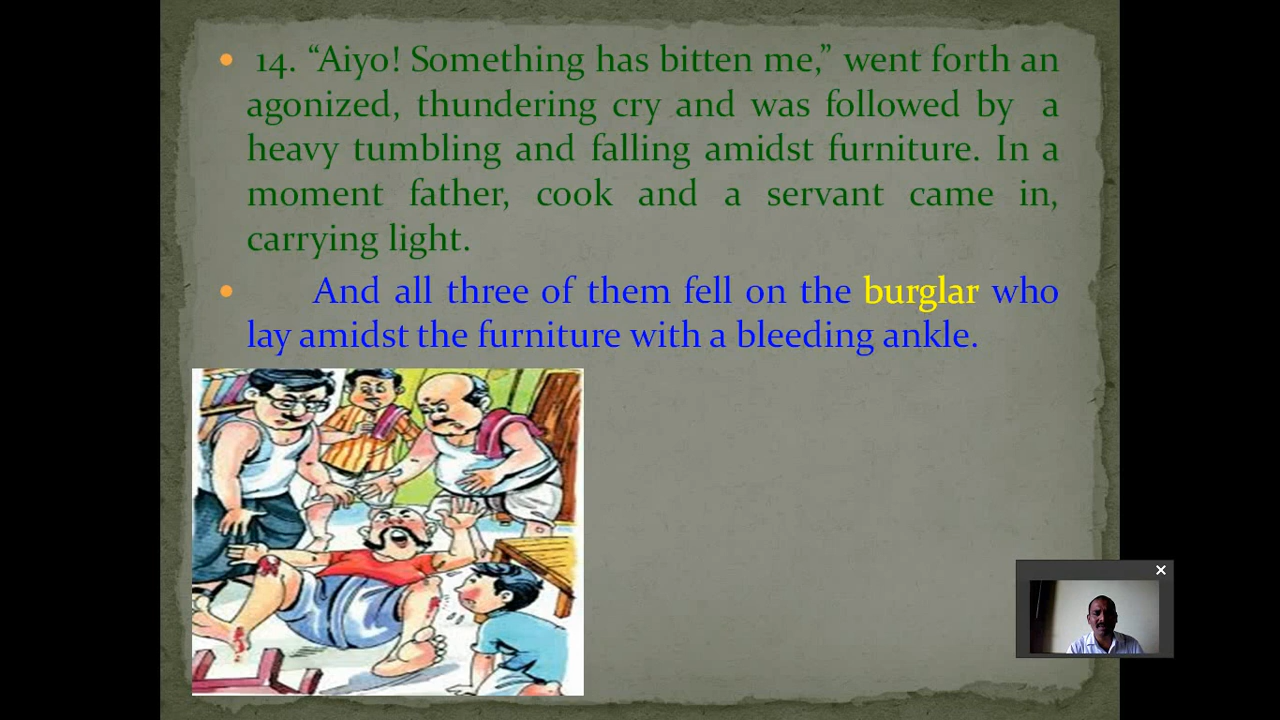 • 14. “Aiyo! Something has bitten me,” went forth an
agonized, thundering cry and was followed by a
heavy tumbling and falling amidst furniture. In a
moment father, cook and a servant came in,
carrying light.
• And all three of them fell on the burglar who
lay amidst the furniture with a bleeding ankle.